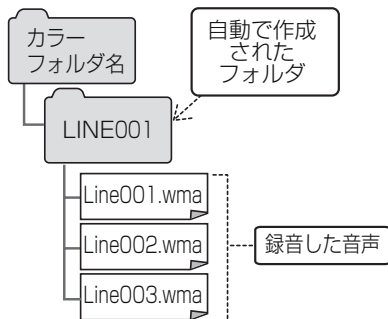 カラー
フォルダ名
自動で作成
された
フォルダ
LINE001
Line001.wma
Line002.wma
録音した音声
Line003.wma